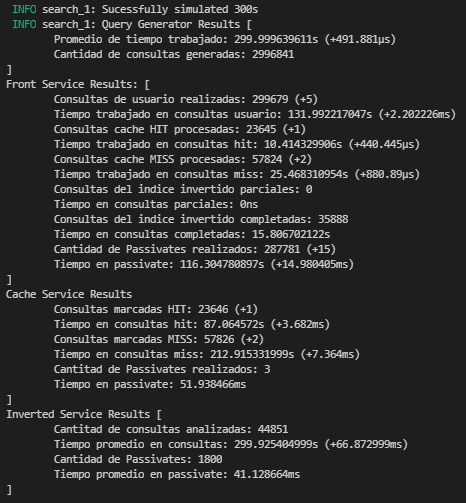 INFO search_1: Sucessfully simulated 300s
INFO search_1: Query Generator Results [
Promedio de tiempo trabajado: 299.999639611s (+491.881µs)
Cantidad de consultas generadas: 2996841
]
Front Service Results: [
Consultas de usuario realizadas: 299679 (+5)
Tiempo trabajado en consultas usuario: 131.992217047s (+2.202226ms)
Consultas cache HIT procesadas: 23645 (+1)
Tiempo trabajado en consultas hit: 10.414329906s (+440.445µs)
Consultas cache MISS procesadas: 57824 (+2)
Tiempo trabajado en consultas miss: 25.468310954s (+880.89µs)
Consultas del indice invertido parciales: 0
Tiempo en consultas parciales: 0ns
Consultas del indice invertido completadas: 35888
Tiempo en consultas completadas: 15.806702122s
Cantidad de Passivates realizados: 287781 (+15)
Tiempo en passivate: 116.304780897s (+14.980405ms)
]
Cache Service Results
Consultas marcadas HIT: 23646 (+1)
Tiempo en consultas hit: 87.064572s (+3.682ms)
Consultas marcadas MISS: 57826 (+2)
Tiempo en consultas miss: 212.915331999s (+7.364ms)
Cantidad de Passivates realizados: 3
Tiempo en passivate: 51.938466ms
]
Inverted Service Results [
Cantitad de consultas analizadas: 44851
Tiempo promedio en consultas: 299.925404999s (+66.872999ms)
Cantidad de Passivates: 1800
Tiempo promedio en passivate: 41.128664ms
]